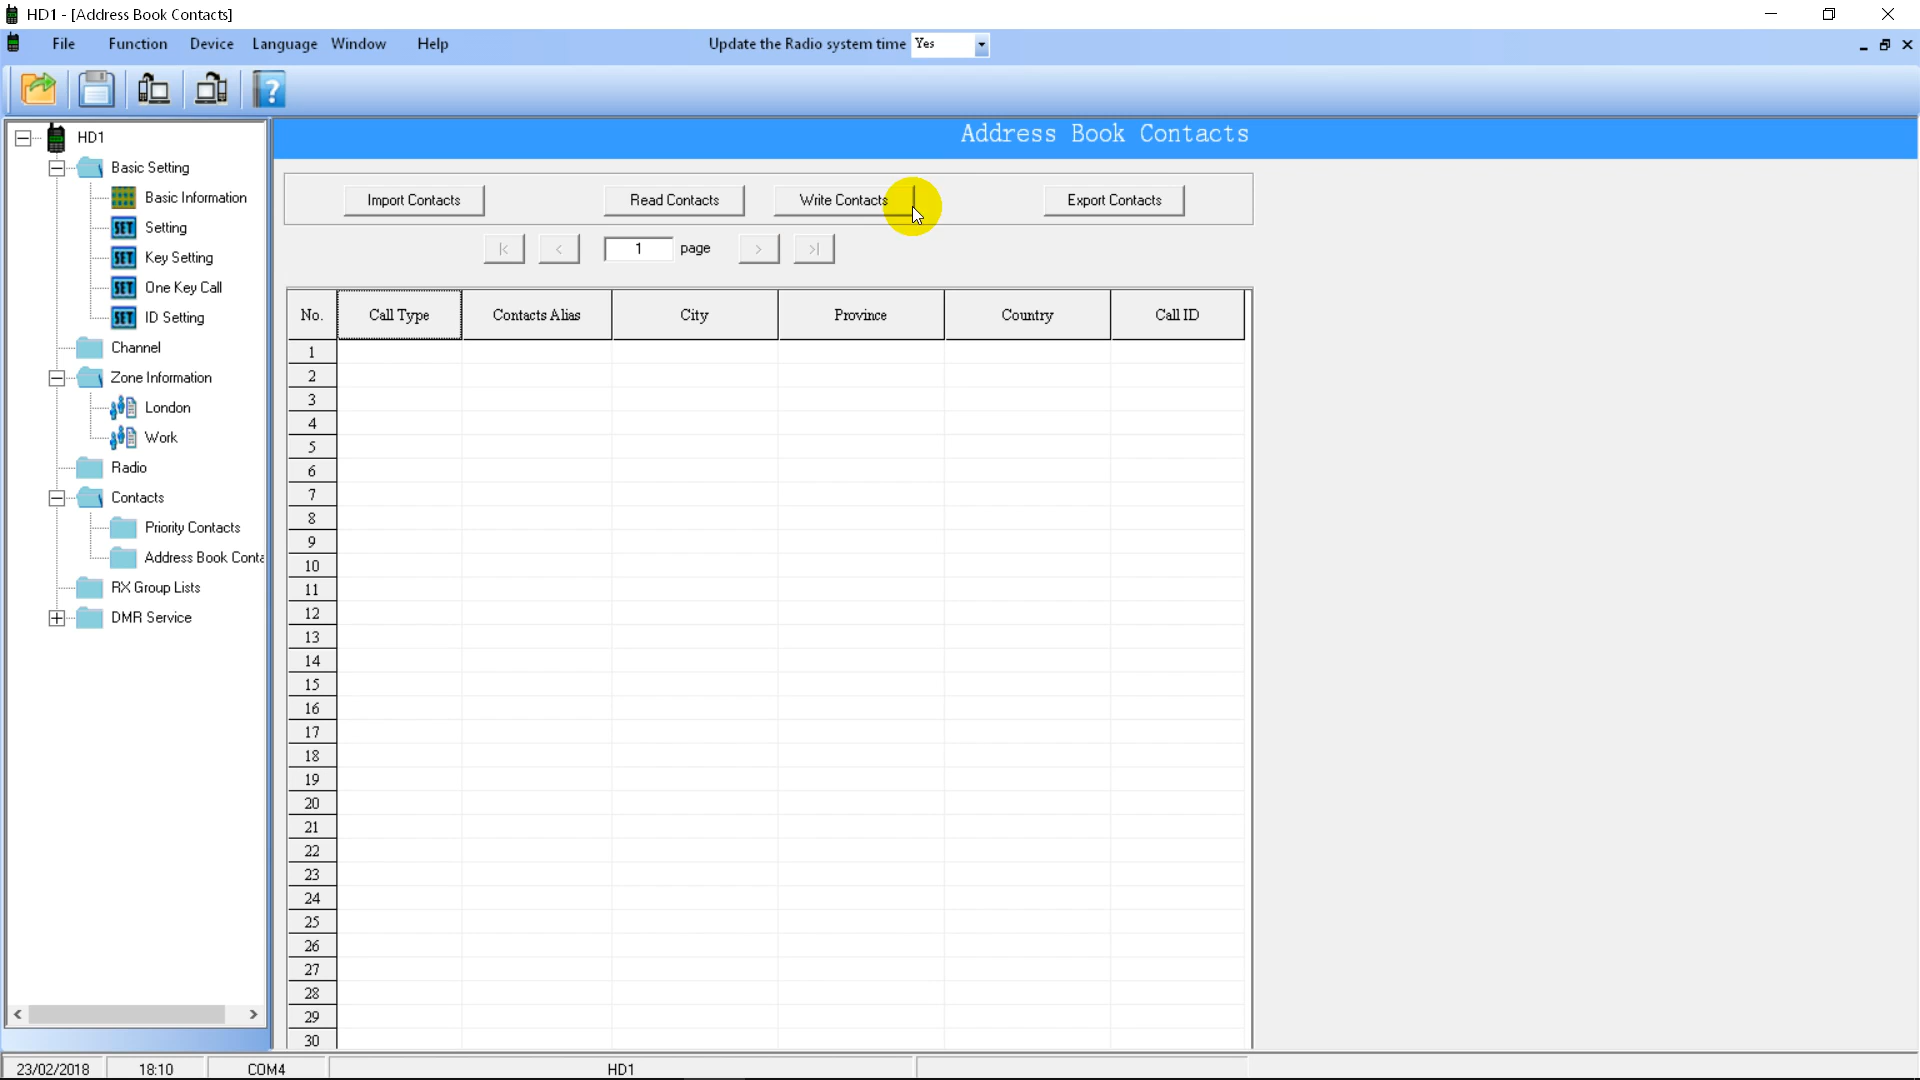 HD1 - [Address Book Contacts]
File Function Device Language Window Help Update the Radio system time Yes
HD1
Basic Setting
Basic Information
SET Setting
SET Key Setting
SET One Key Call
SET ID Setting
Channel
Zone Information
London
Work
Radio
Contacts
Priority Contacts
Address Book Conta
RX Group Lists
DMR Service
Address Book Contacts
Import Contacts Read Contacts Write Contacts Export Contacts
|< < 1 page > >|
No. Call Type Contacts Alias City Province Country Call ID
1
2
3
4
5
6
7
8
9
10
11
12
13
14
15
16
17
18
19
20
21
22
23
24
25
26
27
28
29
30
23/02/2018 18:10 COM4 HD1